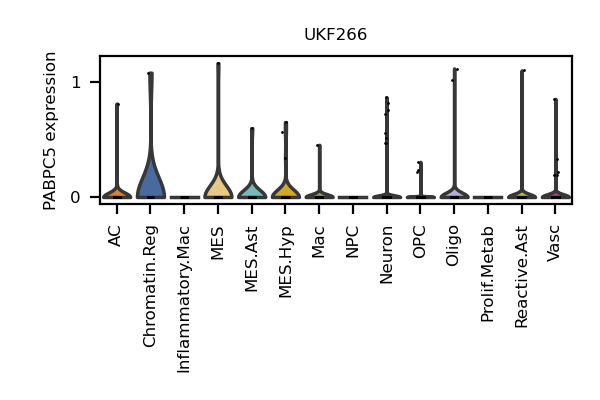 UKF266
PABPC5 expression
1
0
AC
Chromatin.Reg
Inflammatory.Mac
MES
MES.Ast
MES.Hyp
Mac
NPC
Neuron
OPC
Oligo
Prolif.Metab
Reactive.Ast
Vasc